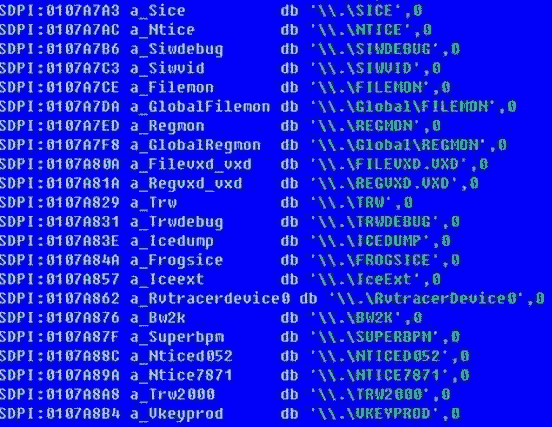 SDPI:0107A7A3 a_Sice db '\\.\SICE',0
SDPI:0107A7AC a_Ntice db '\\.\NTICE',0
SDPI:0107A7B6 a_Siwdebug db '\\.\SIWDEBUG',0
SDPI:0107A7C3 a_Siwvid db '\\.\SIWVID',0
SDPI:0107A7CE a_Filemon db '\\.\FILEMON',0
SDPI:0107A7DA a_GlobalFilemon db '\\.\Global\FILEMON',0
SDPI:0107A7ED a_Regmon db '\\.\REGMON',0
SDPI:0107A7F8 a_GlobalRegmon db '\\.\Global\REGMON',0
SDPI:0107A80A a_Filevxd_vxd db '\\.\FILEVXD.VXD',0
SDPI:0107A81A a_Regvxd_vxd db '\\.\REGVXD.VXD',0
SDPI:0107A829 a_Trw db '\\.\TRW',0
SDPI:0107A831 a_Trwdebug db '\\.\TRWDEBUG',0
SDPI:0107A83E a_Icedump db '\\.\ICEDUMP',0
SDPI:0107A84A a_Frogsice db '\\.\FROGSICE',0
SDPI:0107A857 a_Iceext db '\\.\IceExt',0
SDPI:0107A862 a_Rvtracerdevice0 db '\\.\RvtracerDevice0',0
SDPI:0107A876 a_Bw2k db '\\.\BW2K',0
SDPI:0107A87F a_Superbpm db '\\.\SUPERBPM',0
SDPI:0107A88C a_Nticed052 db '\\.\NTICED052',0
SDPI:0107A89A a_Ntice7871 db '\\.\NTICE7871',0
SDPI:0107A8A8 a_Trw2000 db '\\.\TRW2000',0
SDPI:0107A8B4 a_Vkeyprod db '\\.\VKEYPROD',0